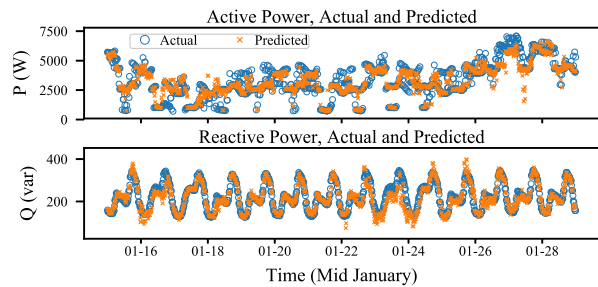 Active Power, Actual and Predicted
7500
5000
2500
0
P (W)
Actual
Predicted
Reactive Power, Actual and Predicted
400
200
Q (var)
01-16
01-18
01-20
01-22
01-24
01-26
01-28
Time (Mid January)